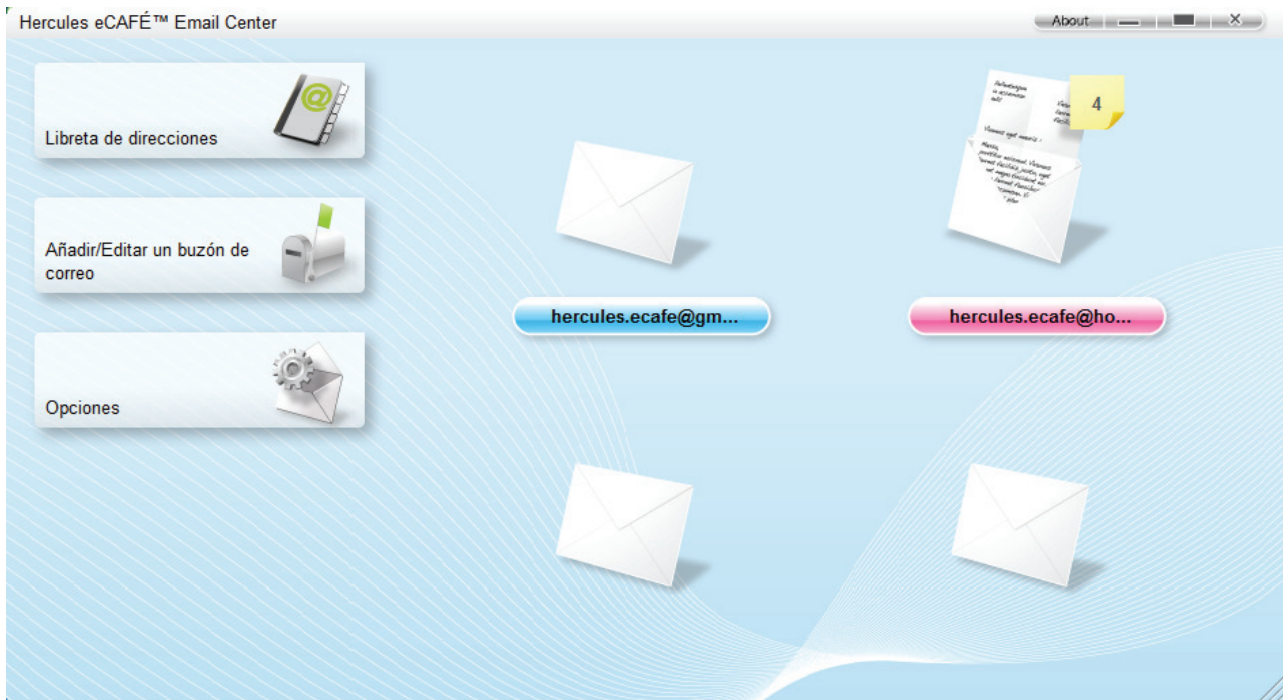 Hercules eCAFÉ™ Email Center
About
Libreta de direcciones
4
Añadir/Editar un buzón de
correo
hercules.ecafe@gm...
hercules.ecafe@ho...
Opciones